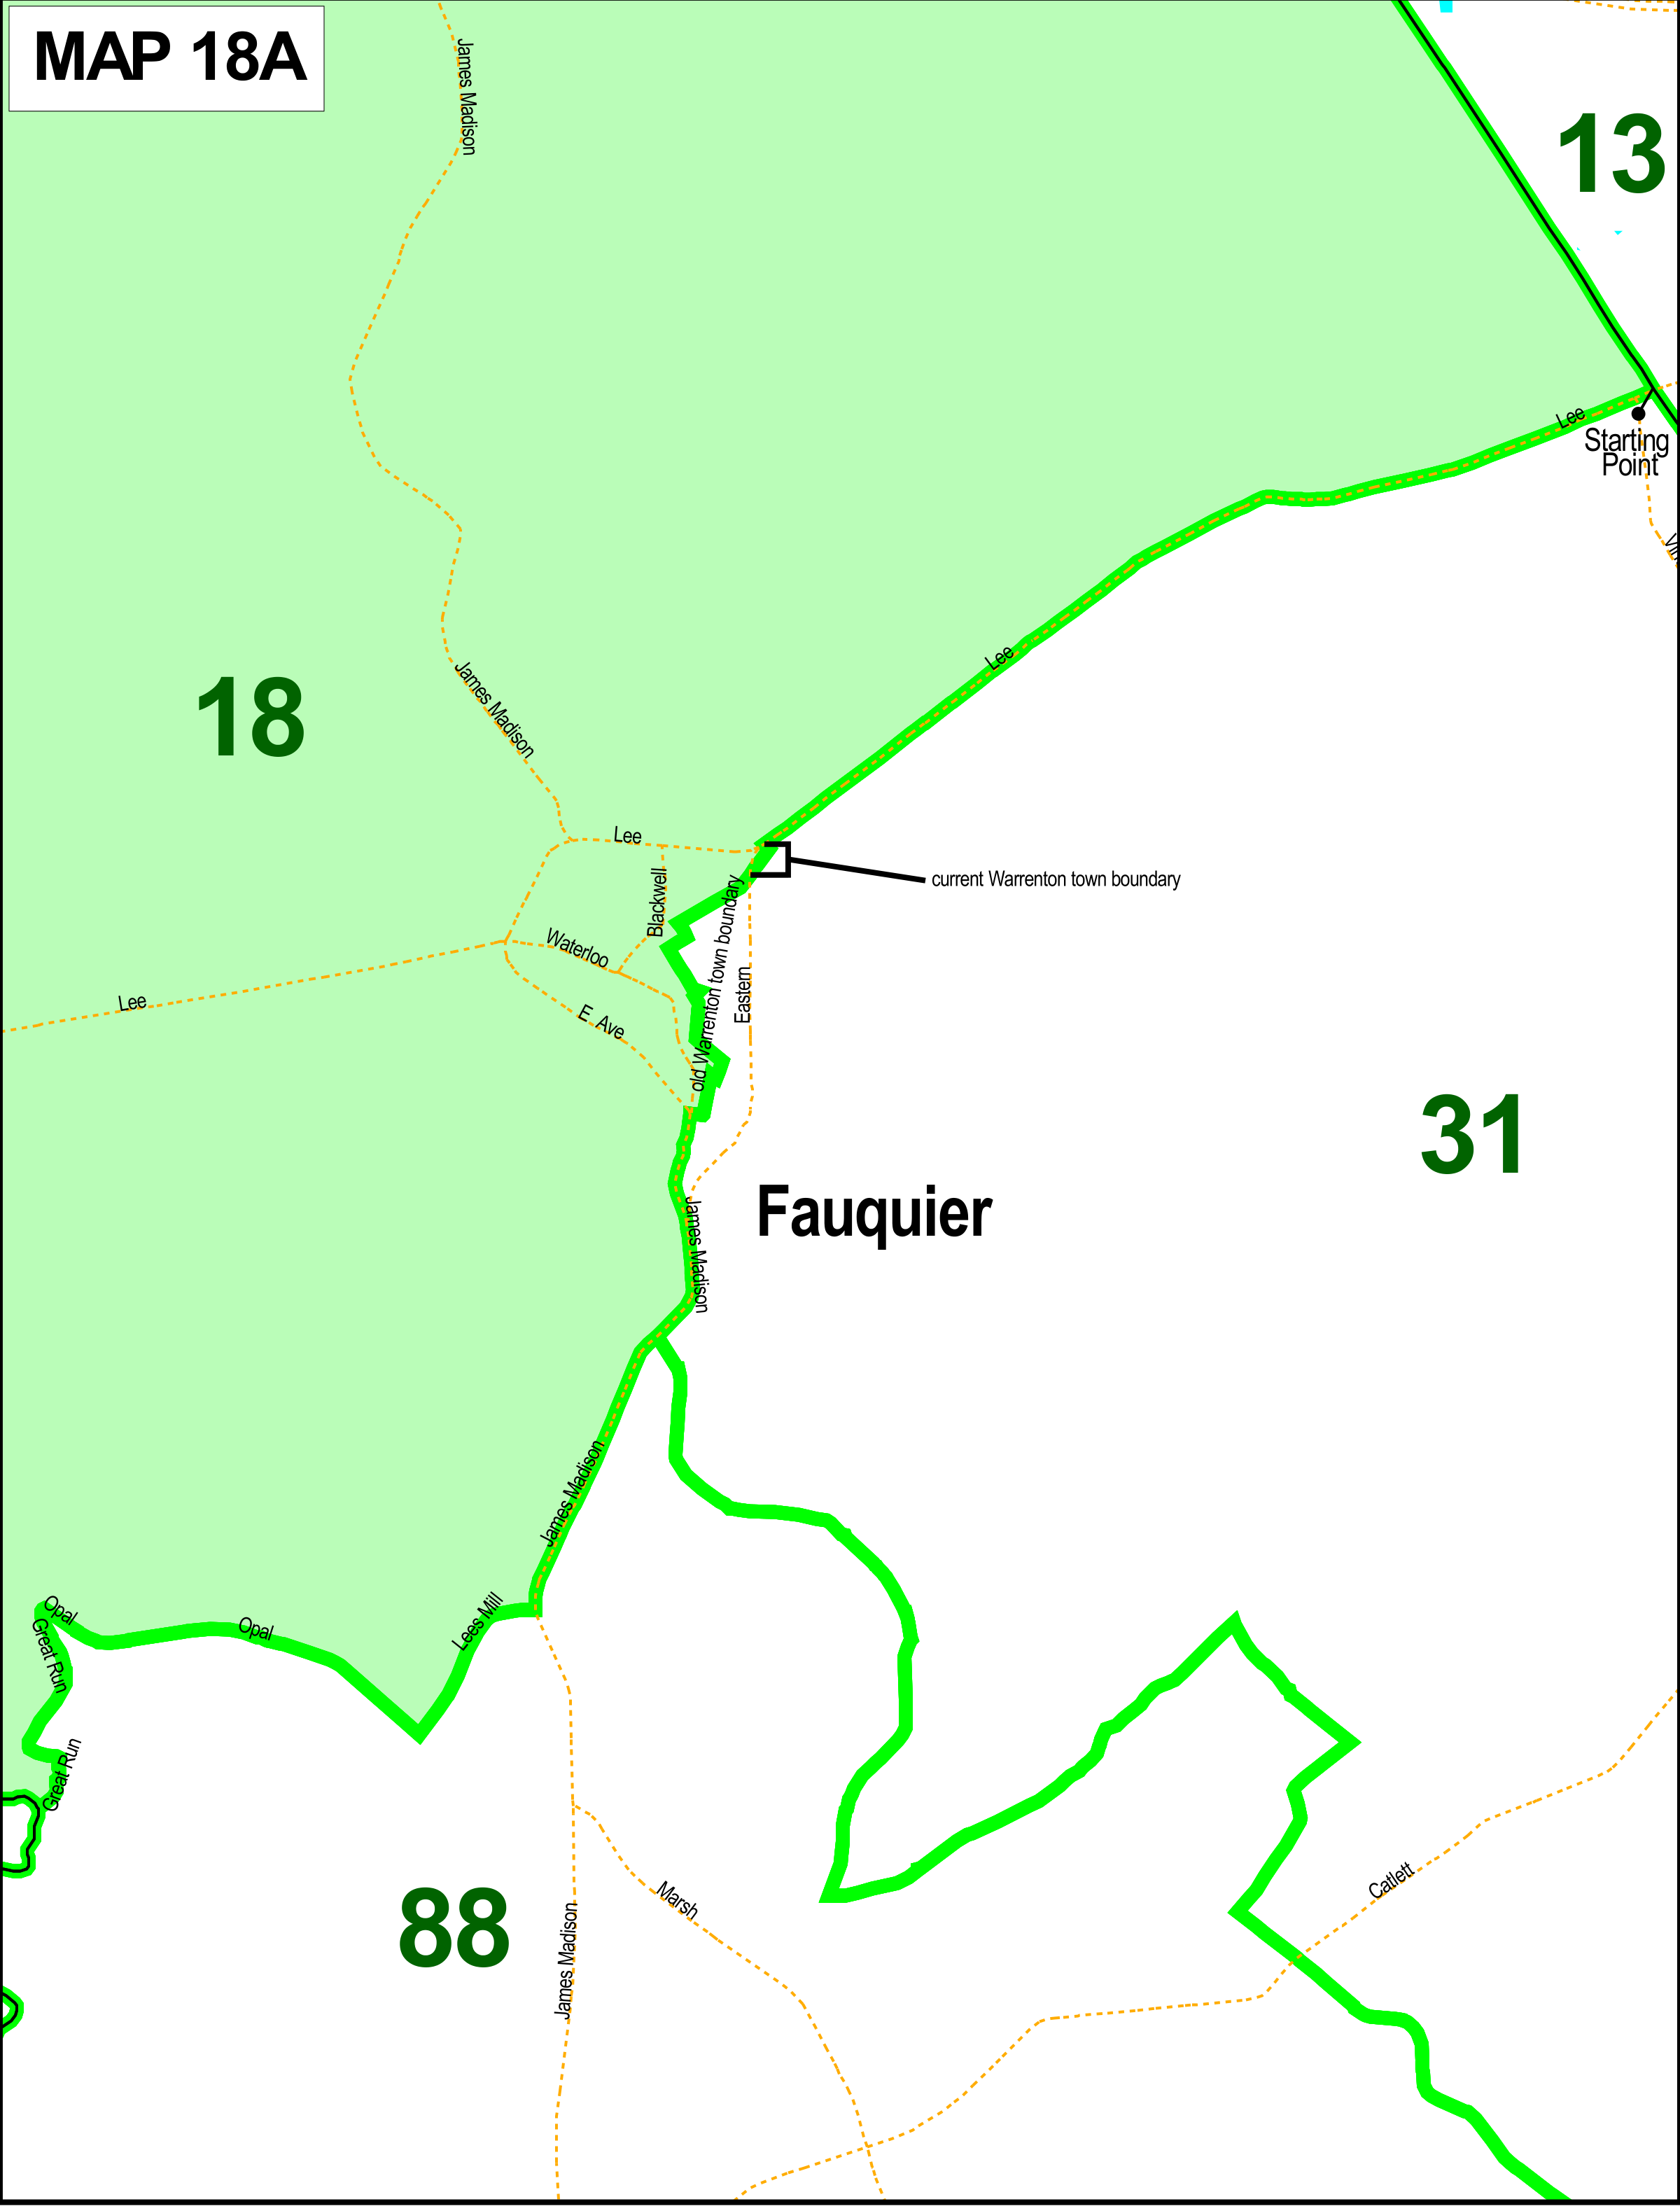 MAP 18A
James Madison
13
Lee
Starting
Point
James Madison
18
Lee
Lee
current Warrenton town boundary
Blackwell
old Warrenton town boundary
Waterloo
Eastern
Lee
E Ave
31
Fauquier
James Madison
James Madison
Opal
Lees Mill
Opal
Great Run
Great Run
88
Marsh
Catlett
James Madison